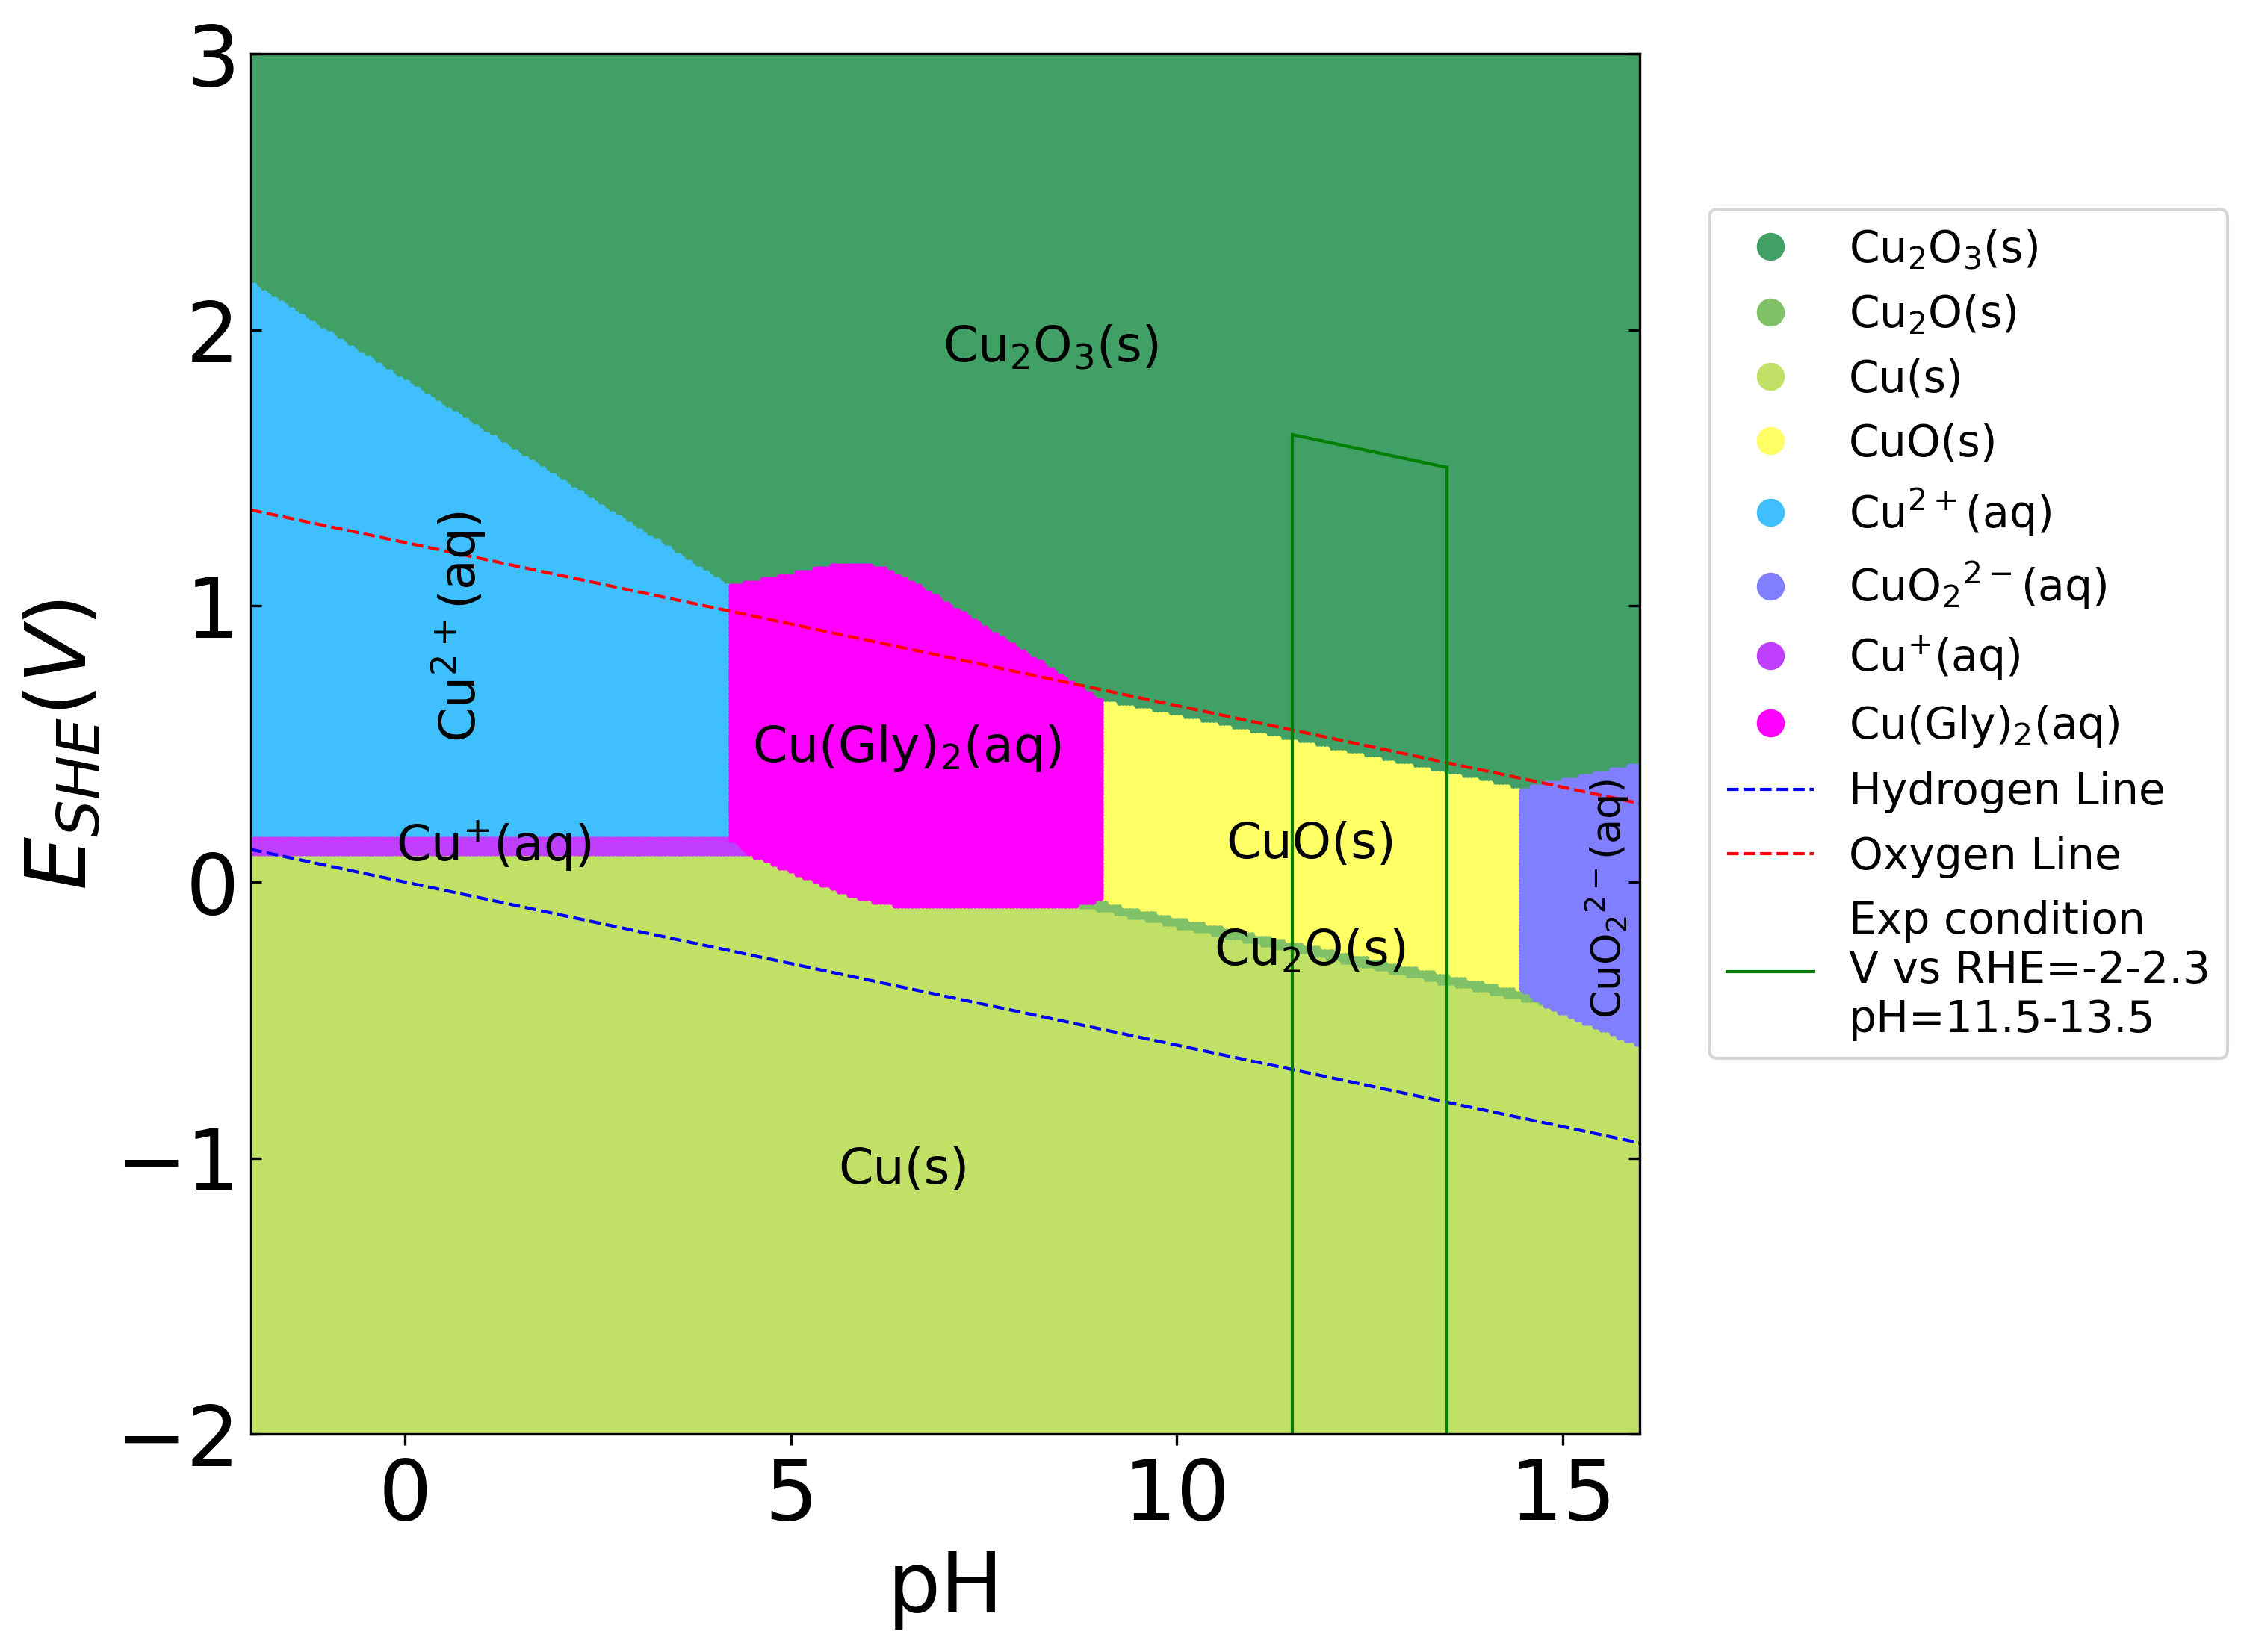 3
2
1
0
−1
−2
E_{SHE}(V)
0
5
10
15
pH
Cu₂O₃(s)
Cu²⁺(aq)
Cu(Gly)₂(aq)
Cu⁺(aq)
CuO(s)
Cu₂O(s)
CuO₂²⁻(aq)
Cu(s)
Cu₂O₃(s)
Cu₂O(s)
Cu(s)
CuO(s)
Cu²⁺(aq)
CuO₂²⁻(aq)
Cu⁺(aq)
Cu(Gly)₂(aq)
Hydrogen Line
Oxygen Line
Exp condition
V vs RHE=-2-2.3
pH=11.5-13.5